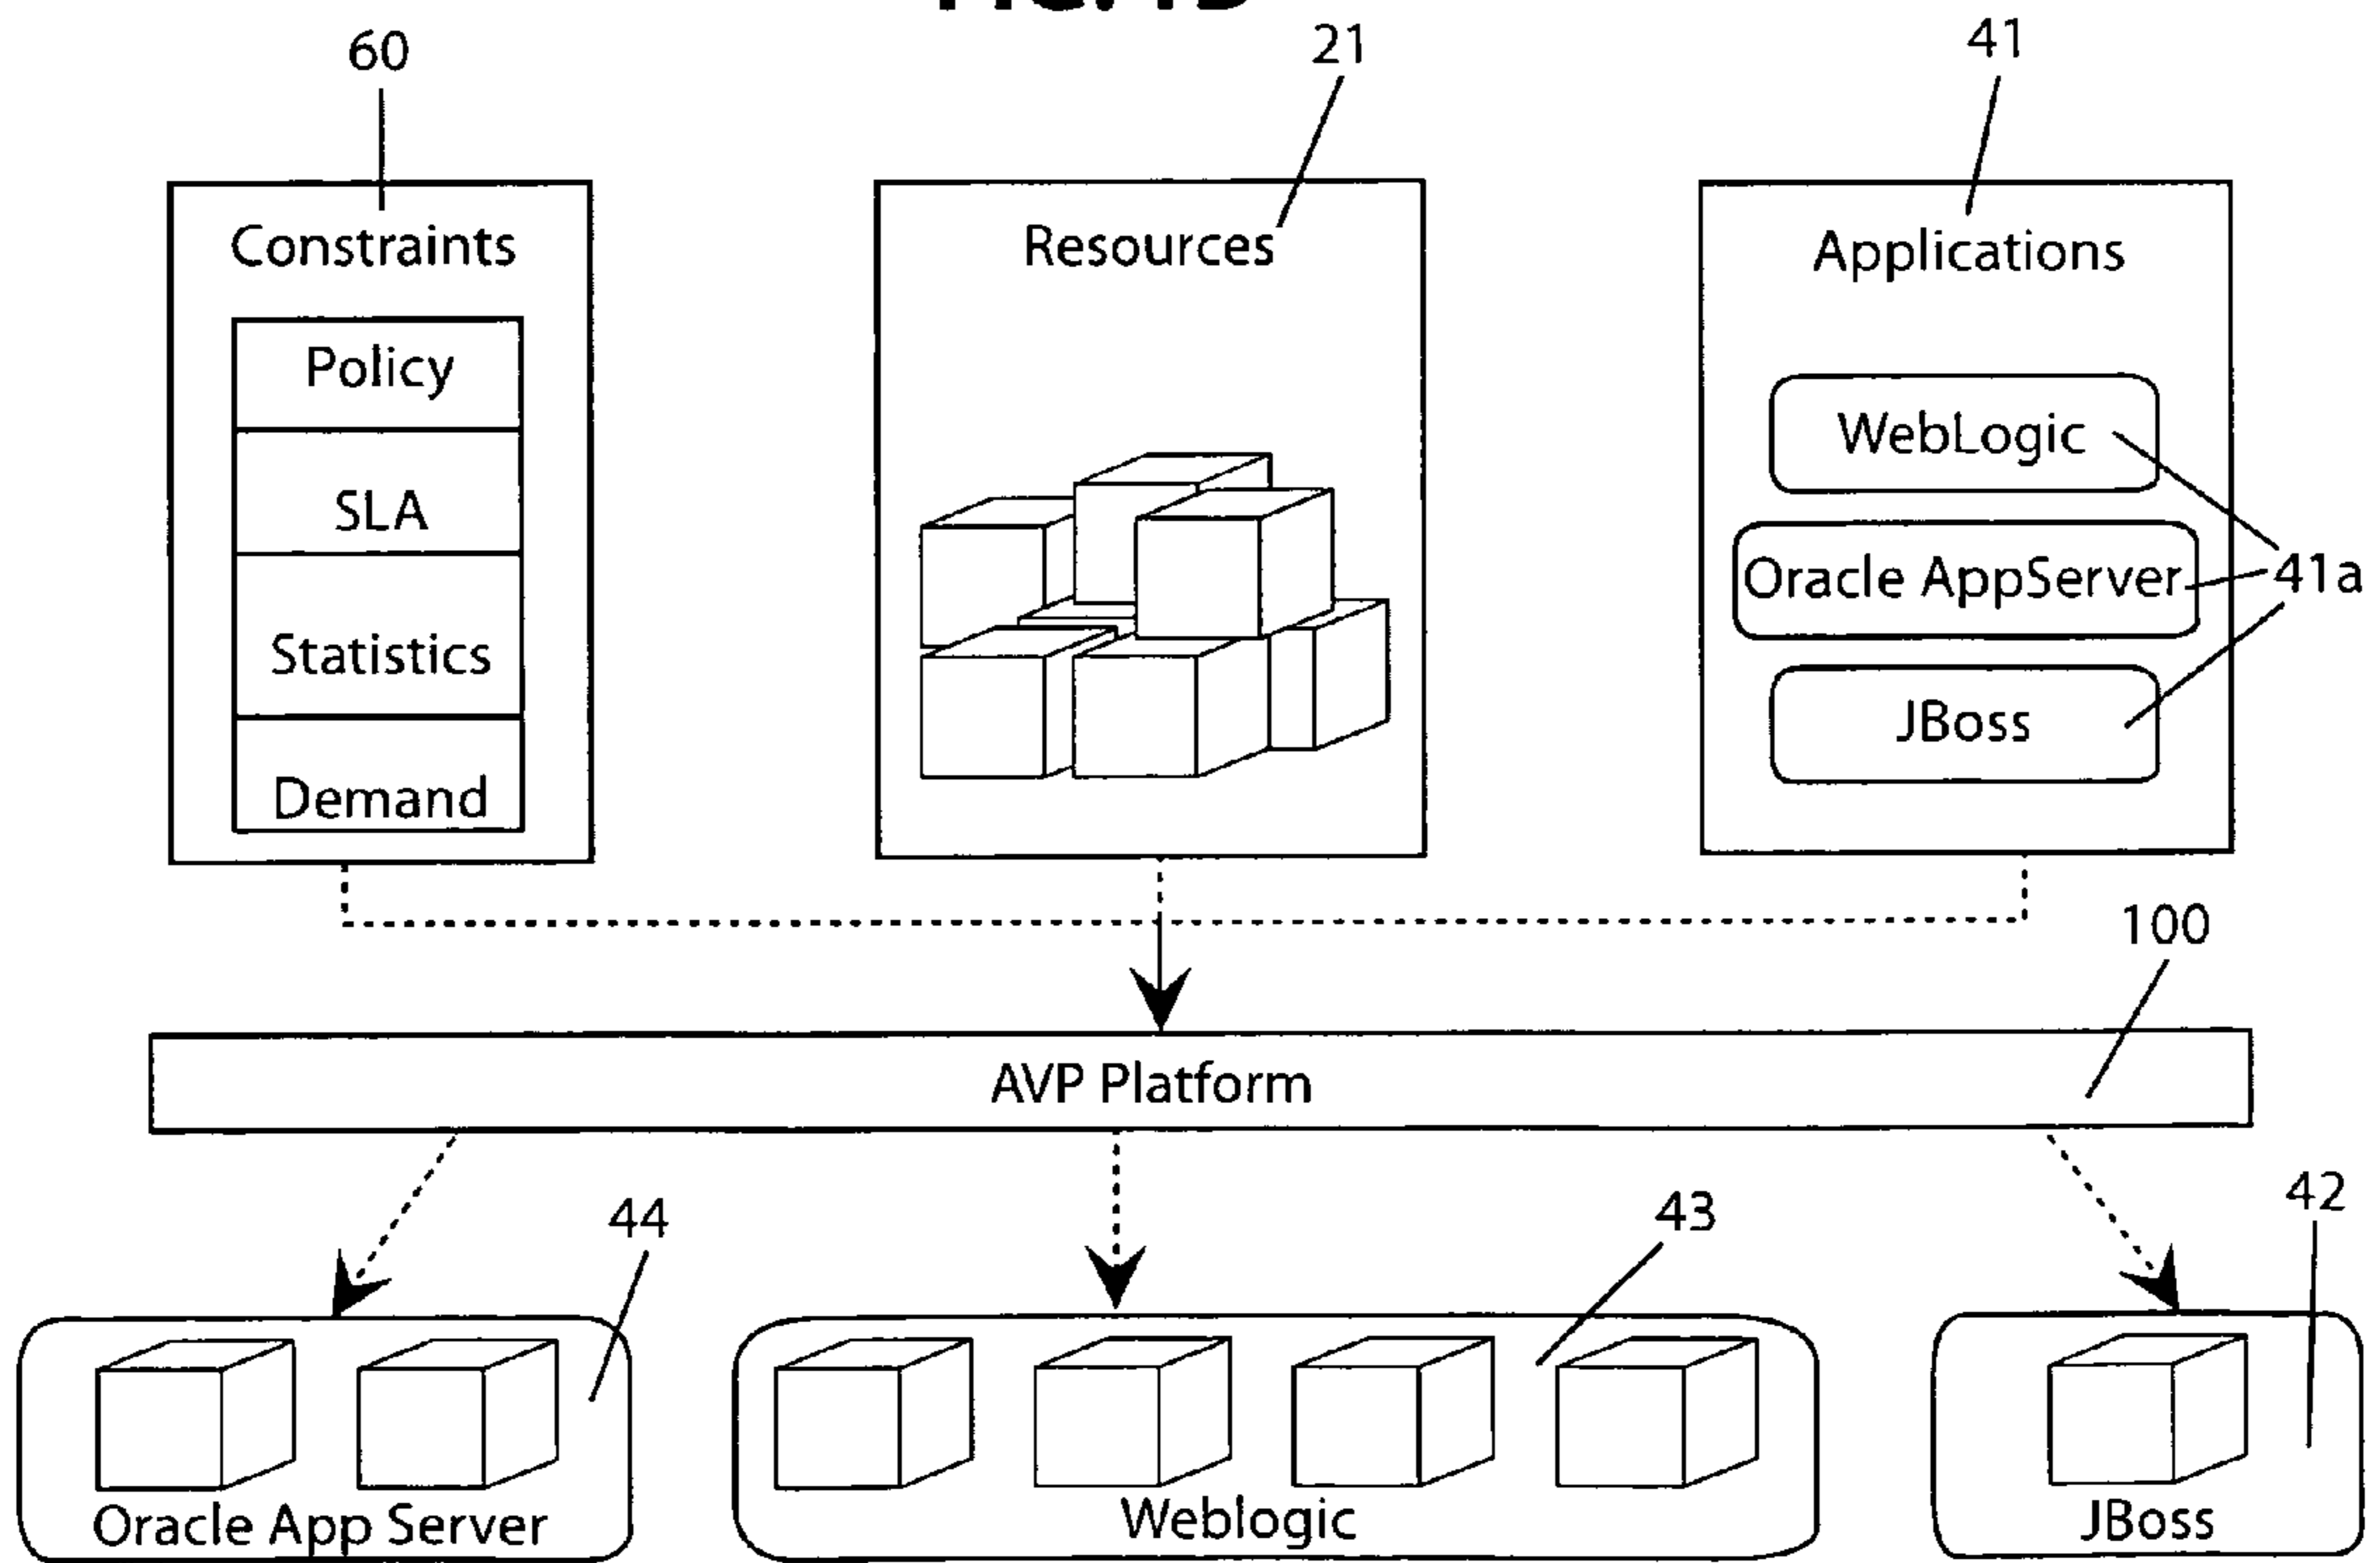 60
21
41
Constraints
Resources
Applications
Policy
SLA
Statistics
Demand
WebLogic
Oracle AppServer
JBoss
41a
100
AVP Platform
44
43
42
Oracle App Server
Weblogic
JBoss